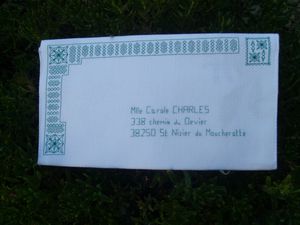 Mlle Carole CHARLES
338 chemin du Devier
38250 St Nizier du Moucherotte